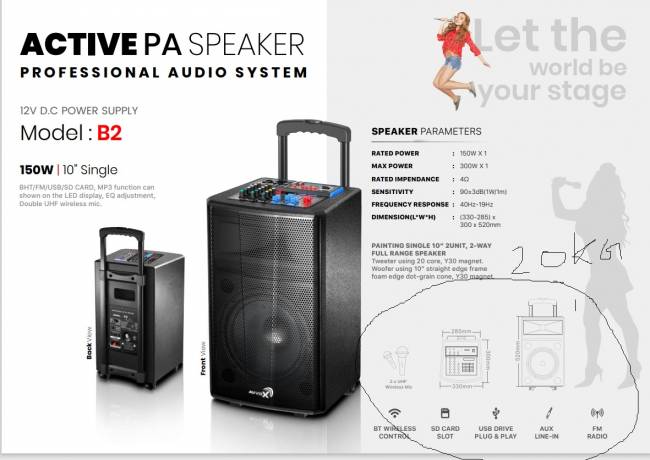 ACTIVE PA SPEAKER
PROFESSIONAL AUDIO SYSTEM
12V D.C POWER SUPPLY
Model : B2
150W | 10" Single
BHT/FM/USB/SD CARD, MP3 function can
shown on the LED display, EQ adjustment,
Double UHF wireless mic.
Back View
Front View
Let the
world be
your stage
SPEAKER PARAMETERS
RATED POWER : 150W X 1
MAX POWER : 300W X 1
RATED IMPENDANCE : 4Ω
SENSITIVITY : 90±3dB(1W/1m)
FREQUENCY RESPONSE : 40Hz-19Hz
DIMENSION(L*W*H) : (330-285) x
300 x 520mm
PAINTING SINGLE 10" 2UNIT, 2-WAY
FULL RANGE SPEAKER
Tweeter using 20 core, Y30 magnet.
Woofer using 10" straight edge frame
foam edge dot-grain cone, Y30 magnet.
20KG
285mm
300mm
330mm
520mm
2 x UHF
Wireless Mic
BT WIRELESS
CONTROL
SD CARD
SLOT
USB DRIVE
PLUG & PLAY
AUX
LINE-IN
FM
RADIO